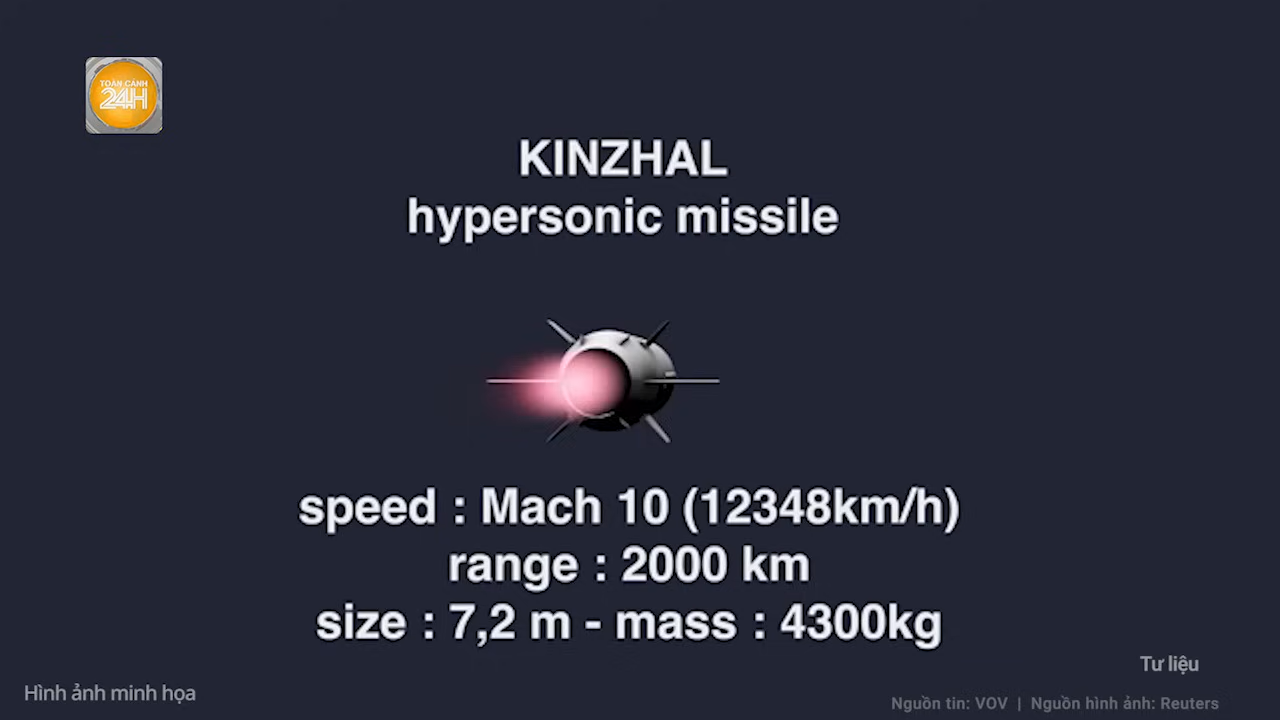 TOÀN CẢNH
24H
KINZHAL
hypersonic missile
speed : Mach 10 (12348km/h)
range : 2000 km
size : 7,2 m - mass : 4300kg
Tư liệu
Hình ảnh minh họa
Nguồn tin: VOV | Nguồn hình ảnh: Reuters